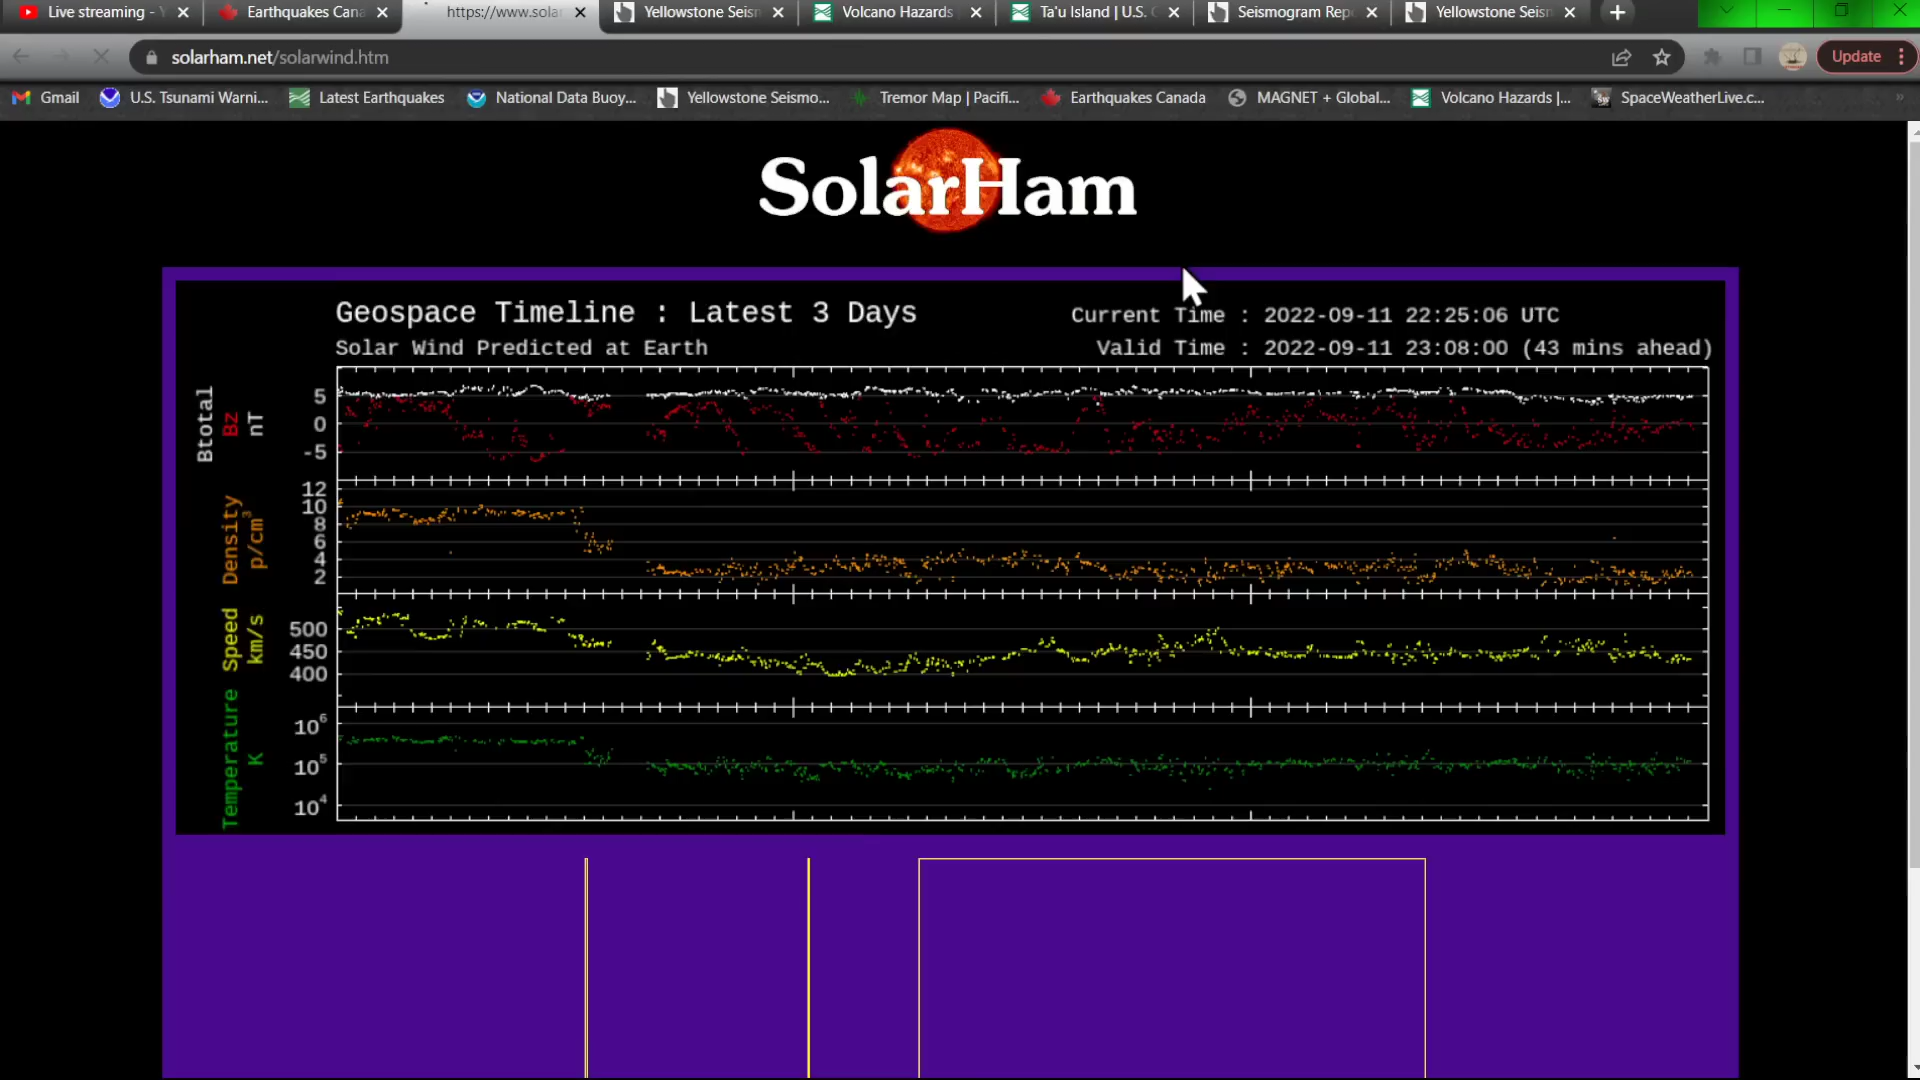 Live streaming - Y
Earthquakes Cana
https://www.solar
Yellowstone Seism
Volcano Hazards
Ta'u Island | U.S. G
Seismogram Repo
Yellowstone Seism
solarham.net/solarwind.htm
Update
Gmail
U.S. Tsunami Warni...
Latest Earthquakes
National Data Buoy...
Yellowstone Seismo...
Tremor Map | Pacifi...
Earthquakes Canada
MAGNET + Global...
Volcano Hazards |...
SpaceWeatherLive.c...
SolarHam
Geospace Timeline : Latest 3 Days
Current Time : 2022-09-11 22:25:06 UTC
Solar Wind Predicted at Earth
Valid Time : 2022-09-11 23:08:00 (43 mins ahead)
Btotal
Bz
nT
5
0
-5
Density
p/cm³
12
10
8
6
4
2
Speed
km/s
500
450
400
Temperature
K
10⁶
10⁵
10⁴